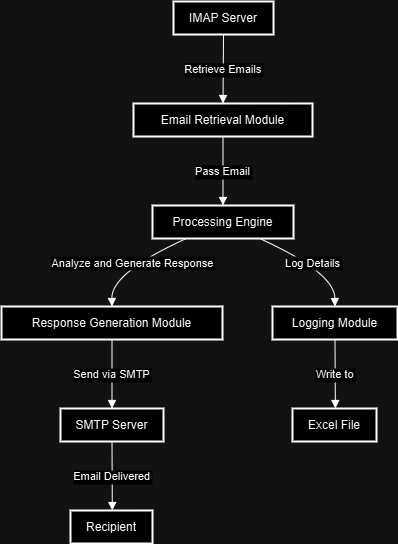 IMAP Server
Retrieve Emails
Email Retrieval Module
Pass Email
Processing Engine
Analyze and Generate Response
Log Details
Response Generation Module
Logging Module
Send via SMTP
Write to
SMTP Server
Excel File
Email Delivered
Recipient